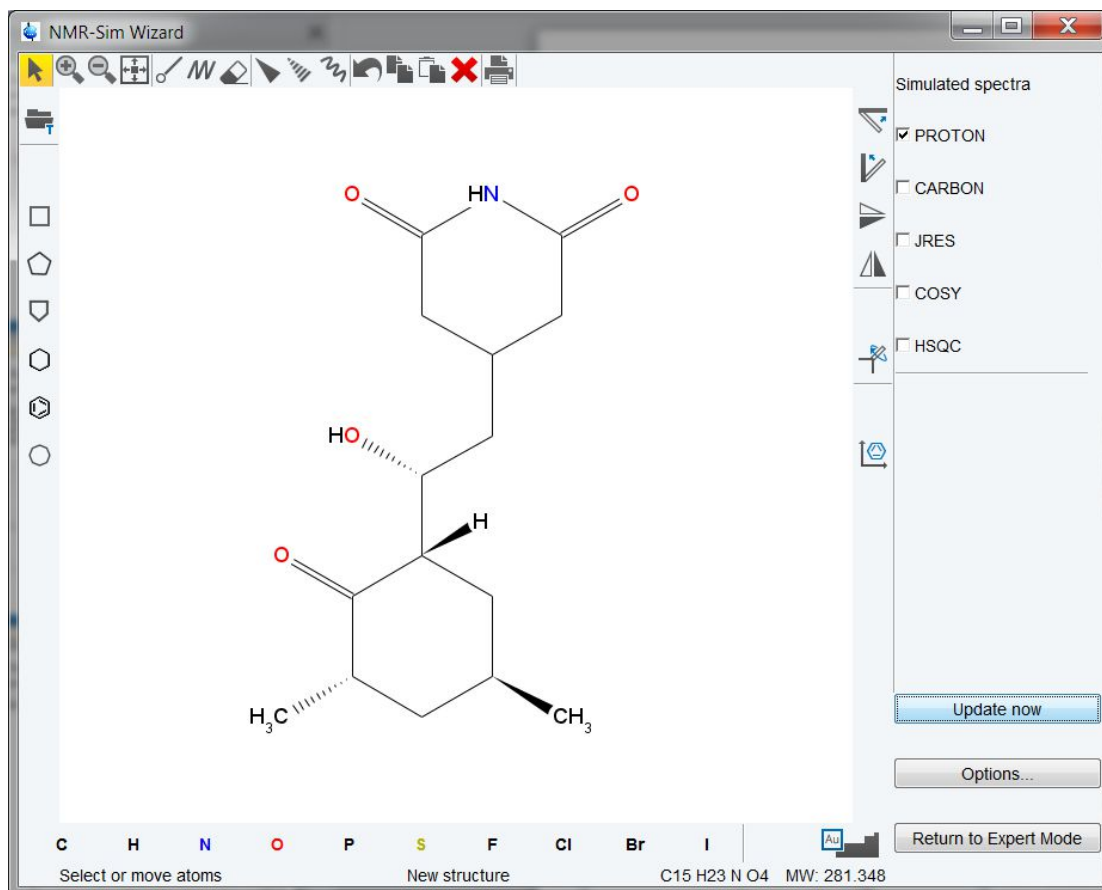 NMR-Sim Wizard
T
Simulated spectra
PROTON
CARBON
JRES
COSY
HSQC
O HN O
HO
H
O
H3C CH3
Update now
Options...
Return to Expert Mode
C H N O P S F Cl Br I Au
Select or move atoms New structure C15 H23 N O4 MW: 281.348